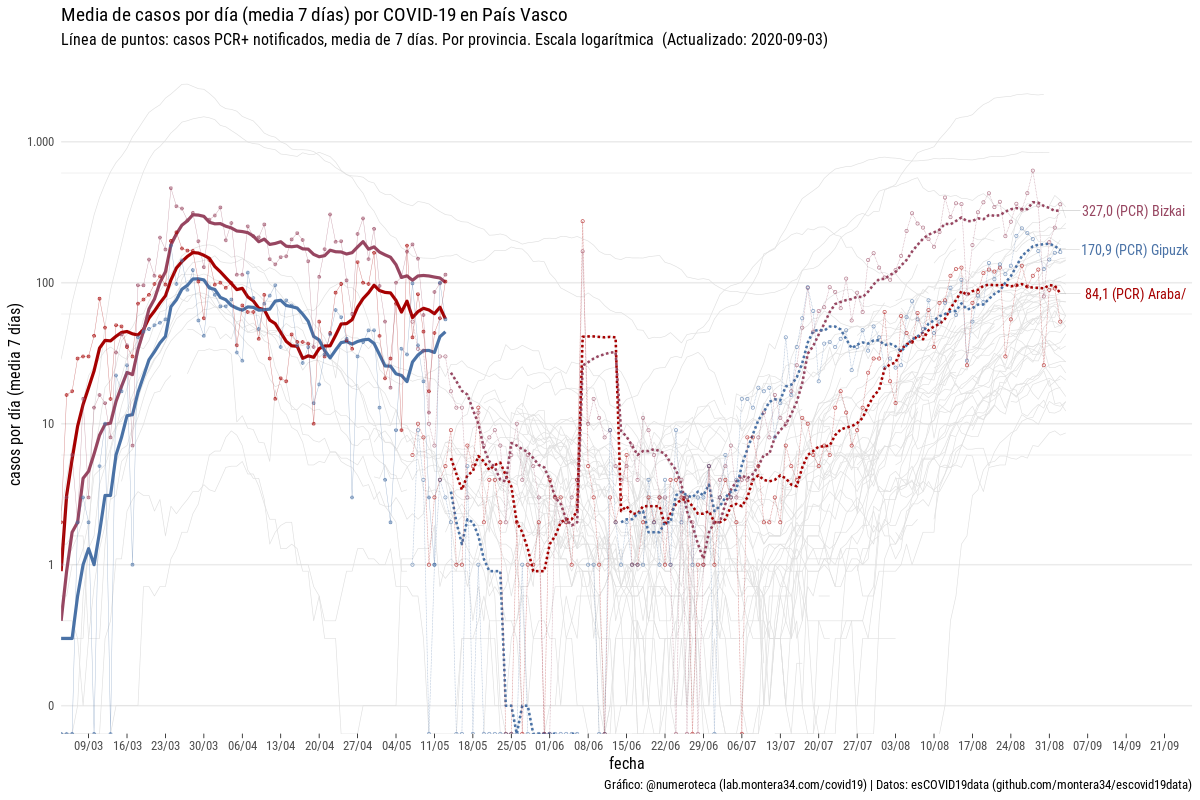 Media de casos por día (media 7 días) por COVID-19 en País Vasco
Línea de puntos: casos PCR+ notificados, media de 7 días. Por provincia. Escala logarítmica (Actualizado: 2020-09-03)
casos por día (media 7 días)
1.000
100
10
1
0
327,0 (PCR) Bizkai
170,9 (PCR) Gipuzk
84,1 (PCR) Araba/
09/03 16/03 23/03 30/03 06/04 13/04 20/04 27/04 04/05 11/05 18/05 25/05 01/06 08/06 15/06 22/06 29/06 06/07 13/07 20/07 27/07 03/08 10/08 17/08 24/08 31/08 07/09 14/09 21/09
fecha
Gráfico: @numeroteca (lab.montera34.com/covid19) | Datos: esCOVID19data (github.com/montera34/escovid19data)